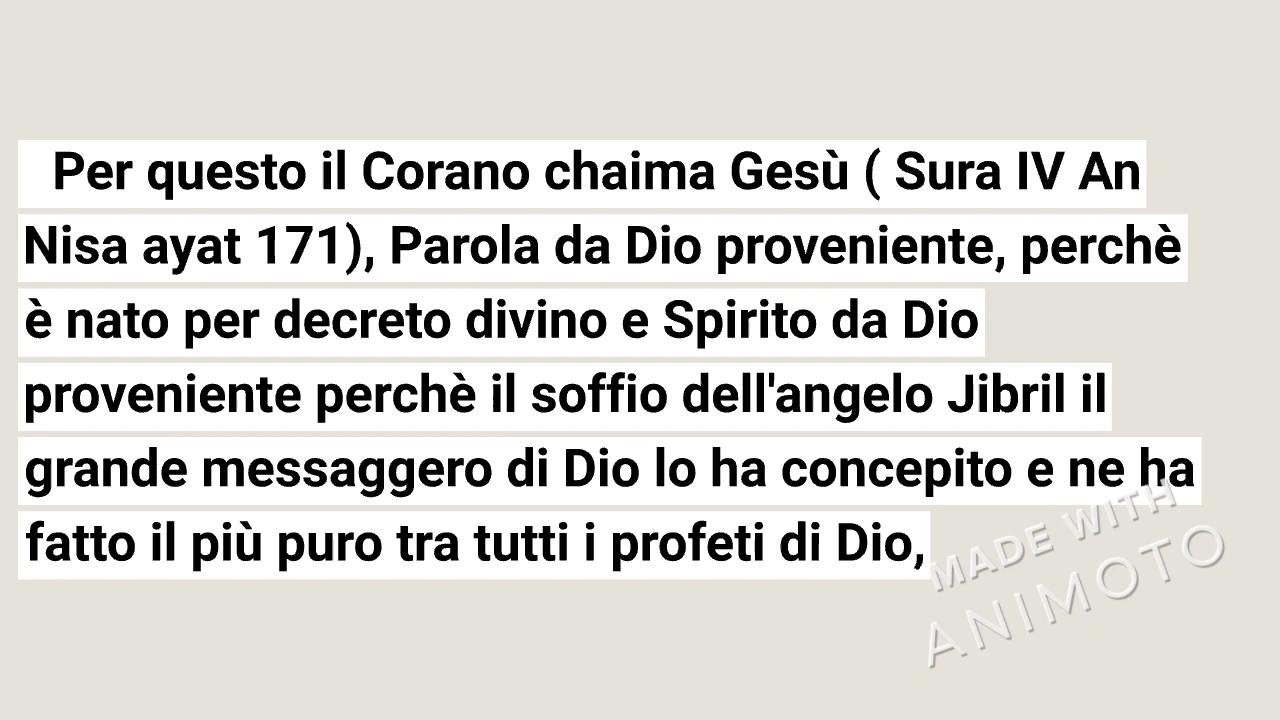 Per questo il Corano chaima Gesù ( Sura IV An
Nisa ayat 171), Parola da Dio proveniente, perchè
è nato per decreto divino e Spirito da Dio
proveniente perchè il soffio dell'angelo Jibril il
grande messaggero di Dio lo ha concepito e ne ha
fatto il più puro tra tutti i profeti di Dio,
MADE WITH
ANIMOTO